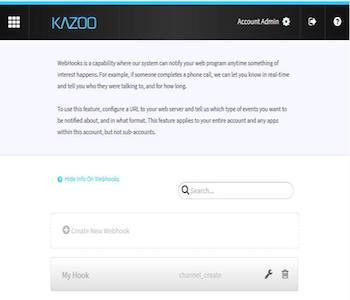 KAZOO
Account Admin
WebHooks is a capability where our system can notify your web program anytime something of
interest happens. For example, if someone completes a phone call, we can let you know in real-time
and tell you who they were talking to, and for how long.
To use this feature, configure a URL to your web server and tell us which type of events you want to
be notified about, and in what format. This feature applies to your entire account and any apps
within this account, but not sub-accounts.
Hide Info On Webhooks
Search...
Create New Webhook
My Hook channel_create